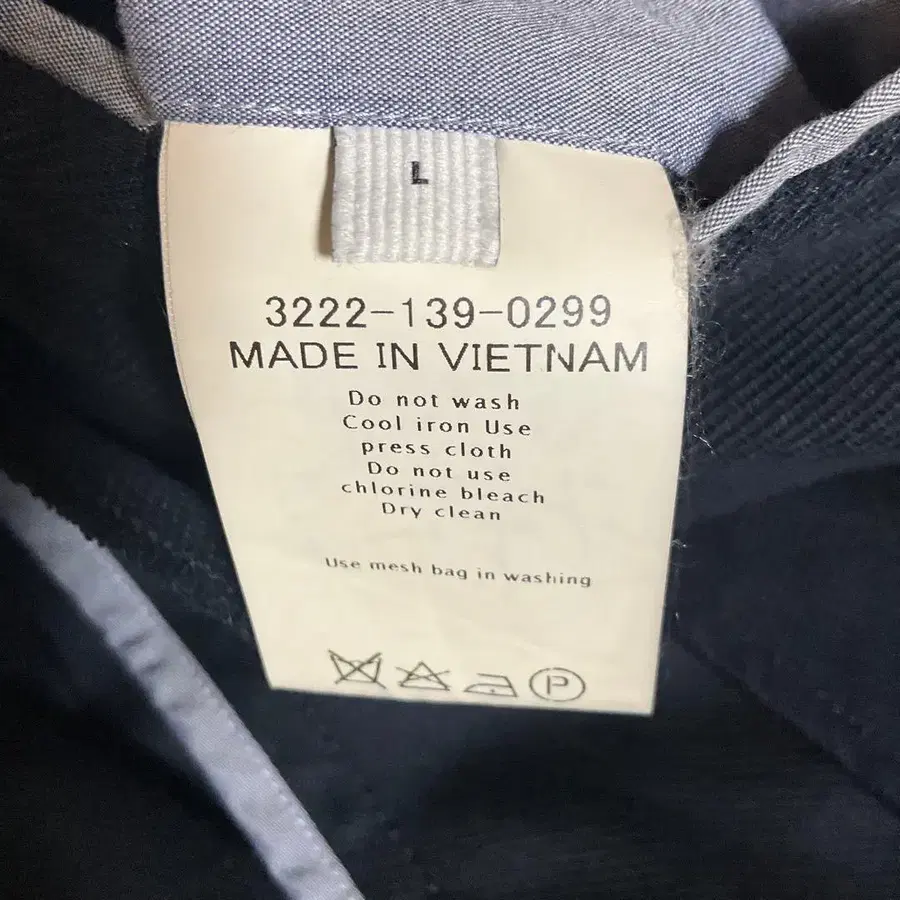 L
3222-139-0299
MADE IN VIETNAM
Do not wash
Cool iron Use
press cloth
Do not use
chlorine bleach
Dry clean
Use mesh bag in washing
P